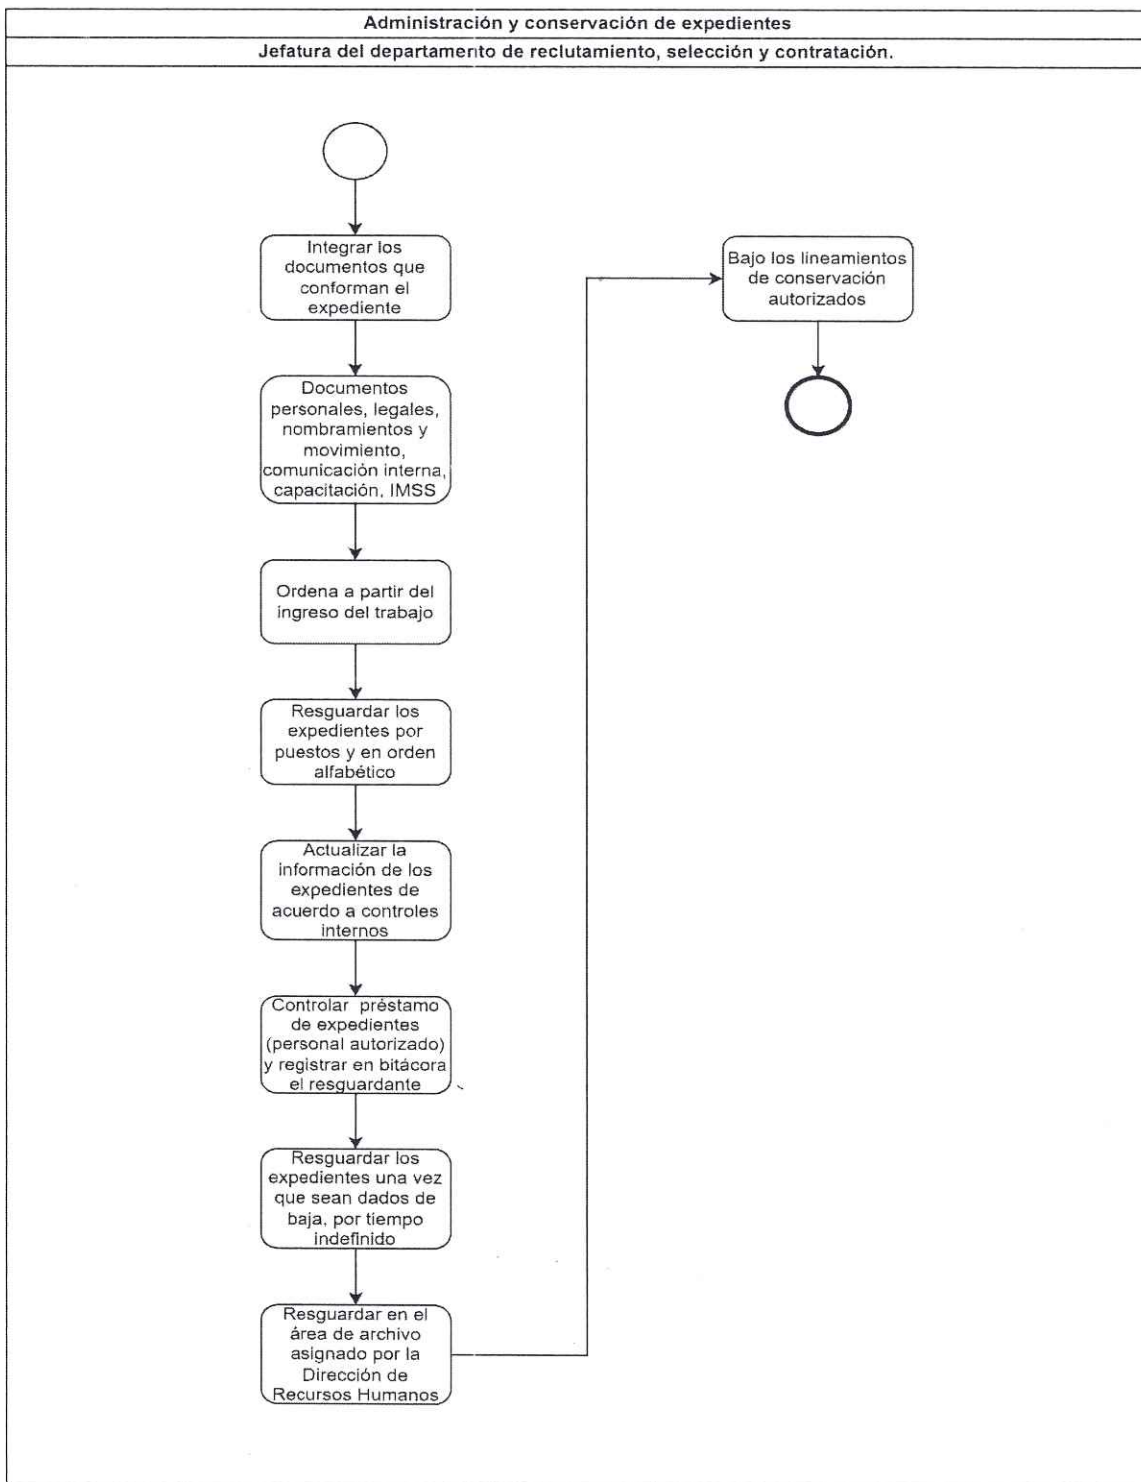 Administración y conservación de expedientes
Jefatura del departamento de reclutamiento, selección y contratación.
Integrar los
documentos que
conforman el
expediente
Documentos
personales, legales,
nombramientos y
movimiento,
comunicación interna,
capacitación, IMSS
Ordena a partir del
ingreso del trabajo
Resguardar los
expedientes por
puestos y en orden
alfabético
Actualizar la
información de los
expedientes de
acuerdo a controles
internos
Controlar préstamo
de expedientes
(personal autorizado)
y registrar en bitácora
el resguardante
Resguardar los
expedientes una vez
que sean dados de
baja, por tiempo
indefinido
Resguardar en el
área de archivo
asignado por la
Dirección de
Recursos Humanos
Bajo los lineamientos
de conservación
autorizados